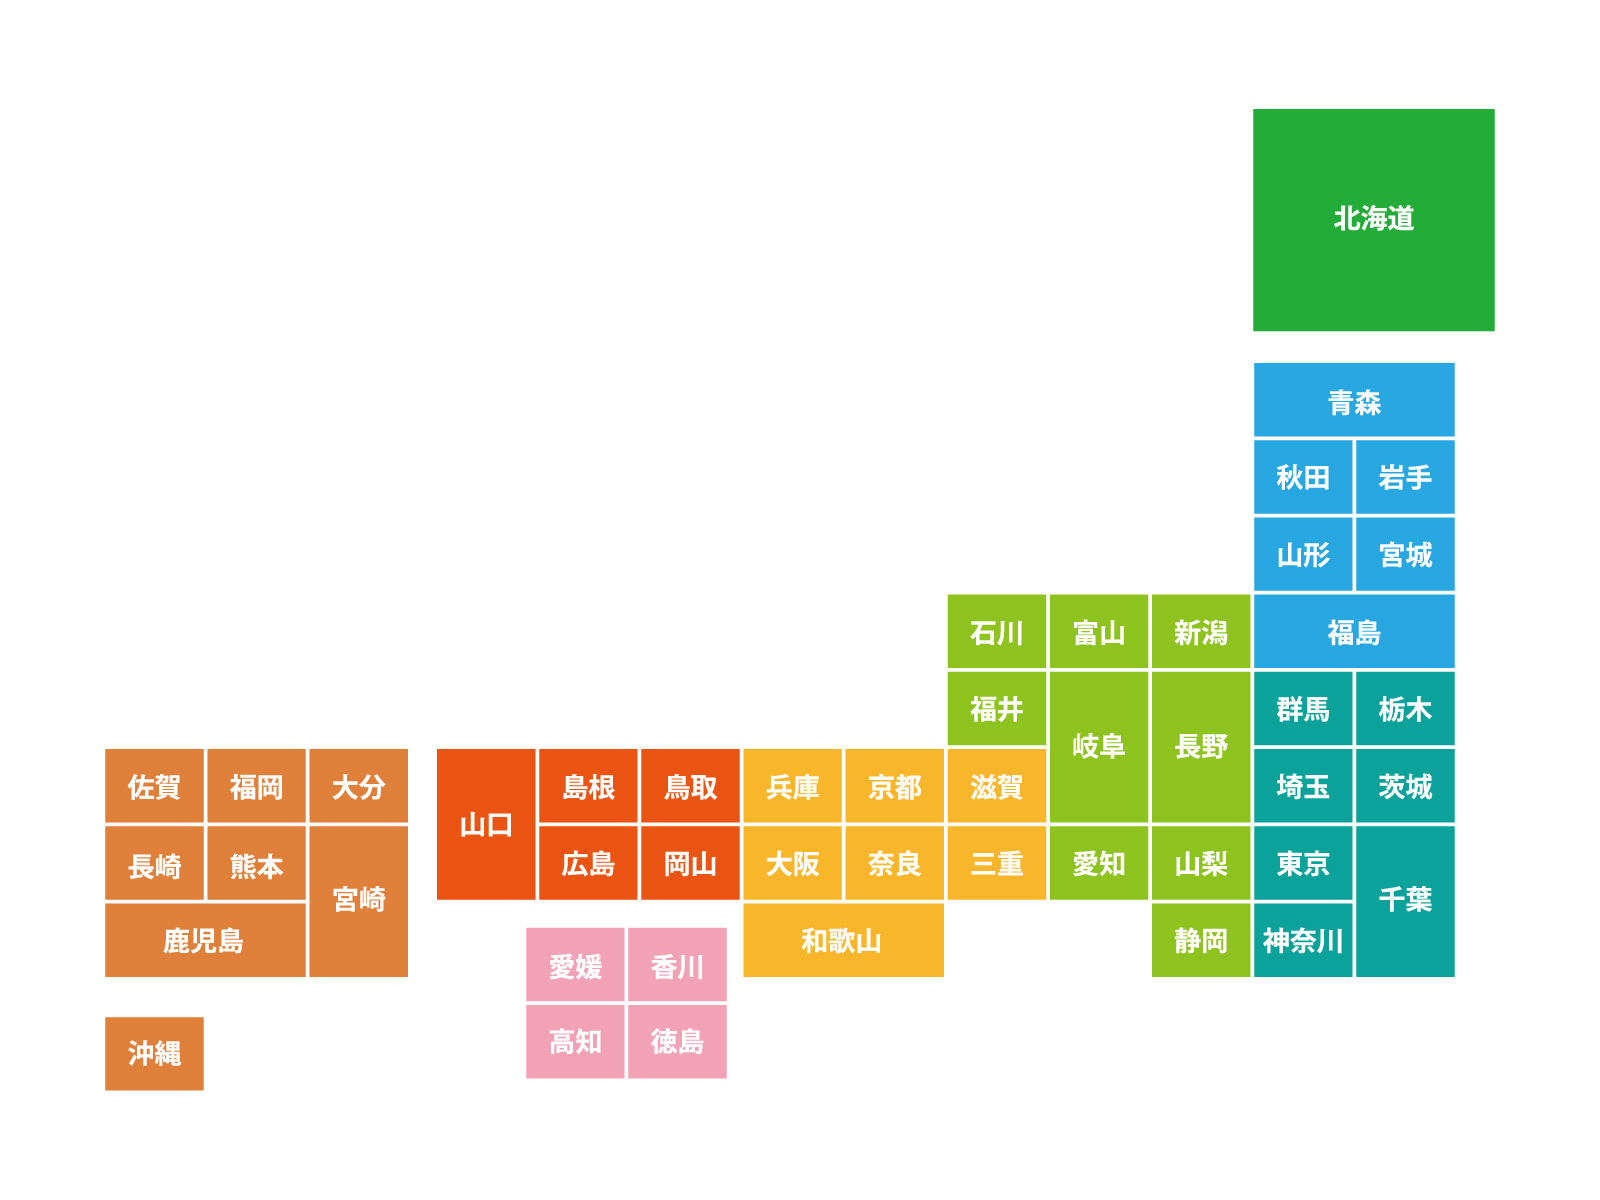 北海道
青森
秋田
岩手
山形
宮城
石川
富山
新潟
福島
福井
岐阜
長野
群馬
栃木
佐賀
福岡
大分
山口
島根
鳥取
兵庫
京都
滋賀
埼玉
茨城
長崎
熊本
宮崎
広島
岡山
大阪
奈良
三重
愛知
山梨
東京
千葉
鹿児島
和歌山
静岡
神奈川
愛媛
香川
高知
徳島
沖縄